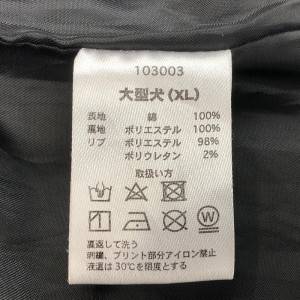 103003
大型犬(XL)
表地 綿 100%
裏地 ポリエステル 100%
リブ ポリエステル 98%
ポリウレタン 2%
取扱い方
W
裏返して洗う
刺繍、プリント部分アイロン禁止
液温は30℃を限度とする